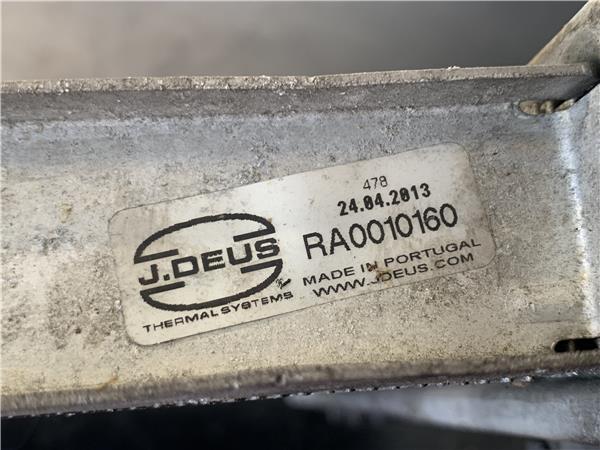 J.DEUS
THERMAL SYSTEMS
478
24.04.2013
RA0010160
MADE IN PORTUGAL
WWW.JDEUS.COM